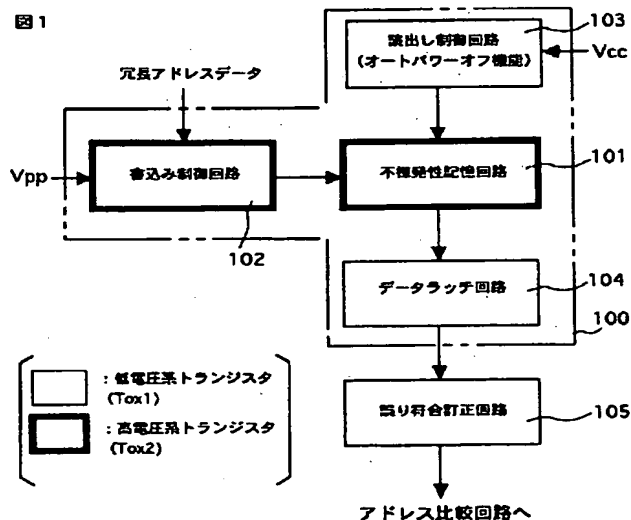 図1
103
読出し制御回路
(オートパワーオフ機能)
Vcc
冗長アドレスデータ
Vpp
書込み制御回路
102
不揮発性記憶回路
101
データラッチ回路
104
100
: 低電圧系トランジスタ
(Tox1)
: 高電圧系トランジスタ
(Tox2)
誤り符合訂正回路
105
アドレス比較回路へ